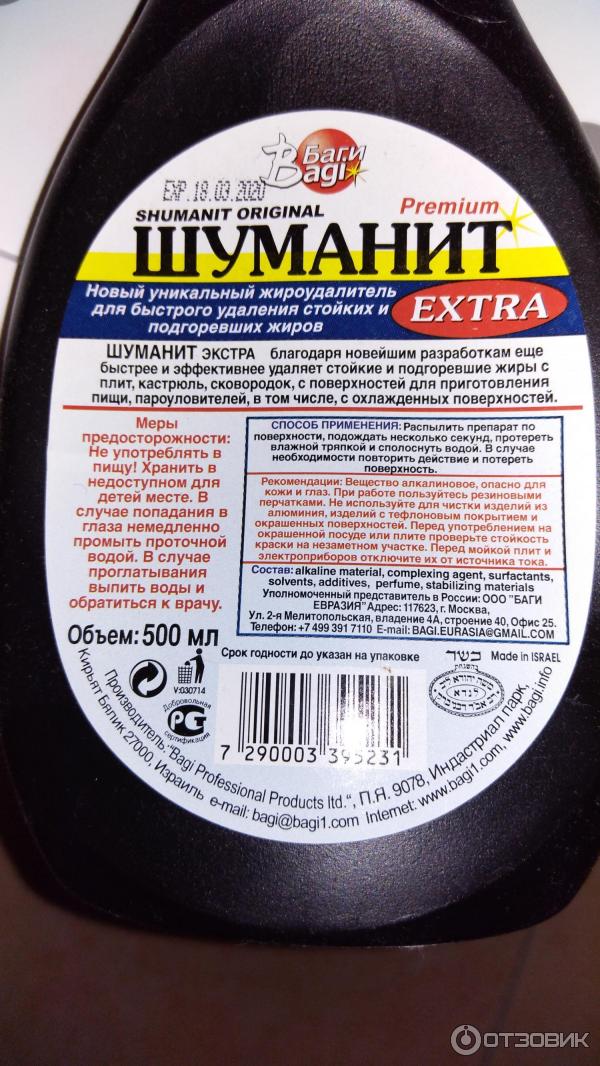 Баги
Bagi
EXP. 18.03.2020
SHUMANIT ORIGINAL
Premium
ШУМАНИТ
Новый уникальный жироудалитель
для быстрого удаления стойких и
подгоревших жиров
EXTRA
ШУМАНИТ ЭКСТРА благодаря новейшим разработкам еще
быстрее и эффективнее удаляет стойкие и подгоревшие жиры с
плит, кастрюль, сковородок, с поверхностей для приготовления
пищи, пароуловителей, в том числе, с охлажденных поверхностей.
Меры
предосторожности:
Не употреблять в
пищу! Хранить в
недоступном для
детей месте. В
случае попадания в
глаза немедленно
промыть проточной
водой. В случае
проглатывания
выпить воды и
обратиться к врачу.
СПОСОБ ПРИМЕНЕНИЯ: Распылить препарат по
поверхности, подождать несколько секунд, протереть
влажной тряпкой и сполоснуть водой. В случае
необходимости повторить действие и потереть
поверхность.
Рекомендации: Вещество алкалиновое, опасно для
кожи и глаз. При работе пользуйтесь резиновыми
перчатками. Не используйте для чистки изделий из
алюминия, изделий с тефлоновым покрытием и
окрашенных поверхностей. Перед употреблением на
окрашенной посуде или плите проверьте стойкость
краски на незаметном участке. Перед мойкой плит и
электроприборов отключите их от источника тока.
Состав: alkaline material, complexing agent, surfactants,
solvents, additives, perfume, stabilizing materials
Уполномоченный представитель в России: ООО "БАГИ
ЕВРАЗИЯ" Адрес: 117623, г. Москва,
Ул. 2-я Мелитопольская, владение 4А, строение 40, Офис 25.
Телефон: +7 499 391 7110 E-mail: BAGI.EURASIA@GMAIL.COM
Объем: 500 мл
Срок годности до указан на упаковке
כשר
בהשגחת
Made in ISRAEL
V:030714
Добровольная
PG
сертификация
7 290003 395231
Производитель: "Bagi Professional Products ltd.", П.Я. 9078, Индастриал парк,
Кирьят Бялик 27000, Израиль e-mail: bagi@bagi1.com Internet: www.bagi1.com, www.bagi.info
ОТЗОВИК